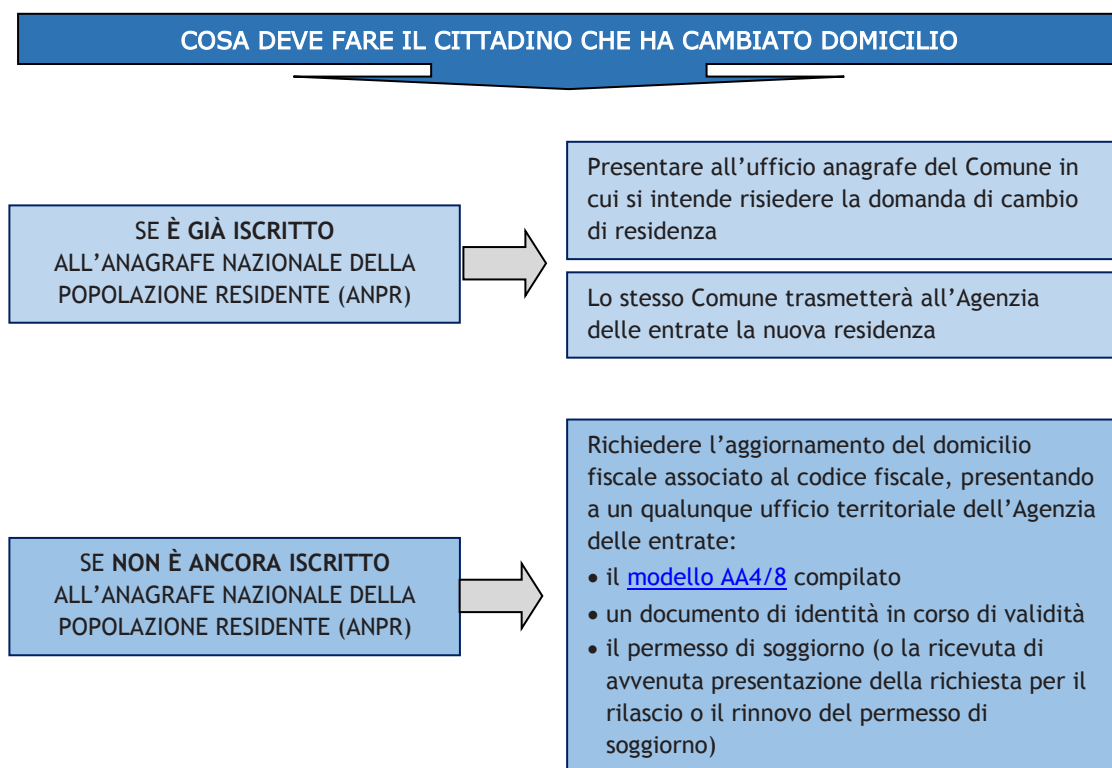 COSA DEVE FARE IL CITTADINO CHE HA CAMBIATO DOMICILIO
SE È GIÀ ISCRITTO
ALL’ANAGRAFE NAZIONALE DELLA
POPOLAZIONE RESIDENTE (ANPR)
Presentare all’ufficio anagrafe del Comune in
cui si intende risiedere la domanda di cambio
di residenza
Lo stesso Comune trasmetterà all’Agenzia
delle entrate la nuova residenza
SE NON È ANCORA ISCRITTO
ALL’ANAGRAFE NAZIONALE DELLA
POPOLAZIONE RESIDENTE (ANPR)
Richiedere l’aggiornamento del domicilio
fiscale associato al codice fiscale, presentando
a un qualunque ufficio territoriale dell’Agenzia
delle entrate:
• il modello AA4/8 compilato
• un documento di identità in corso di validità
• il permesso di soggiorno (o la ricevuta di
avvenuta presentazione della richiesta per il
rilascio o il rinnovo del permesso di
soggiorno)